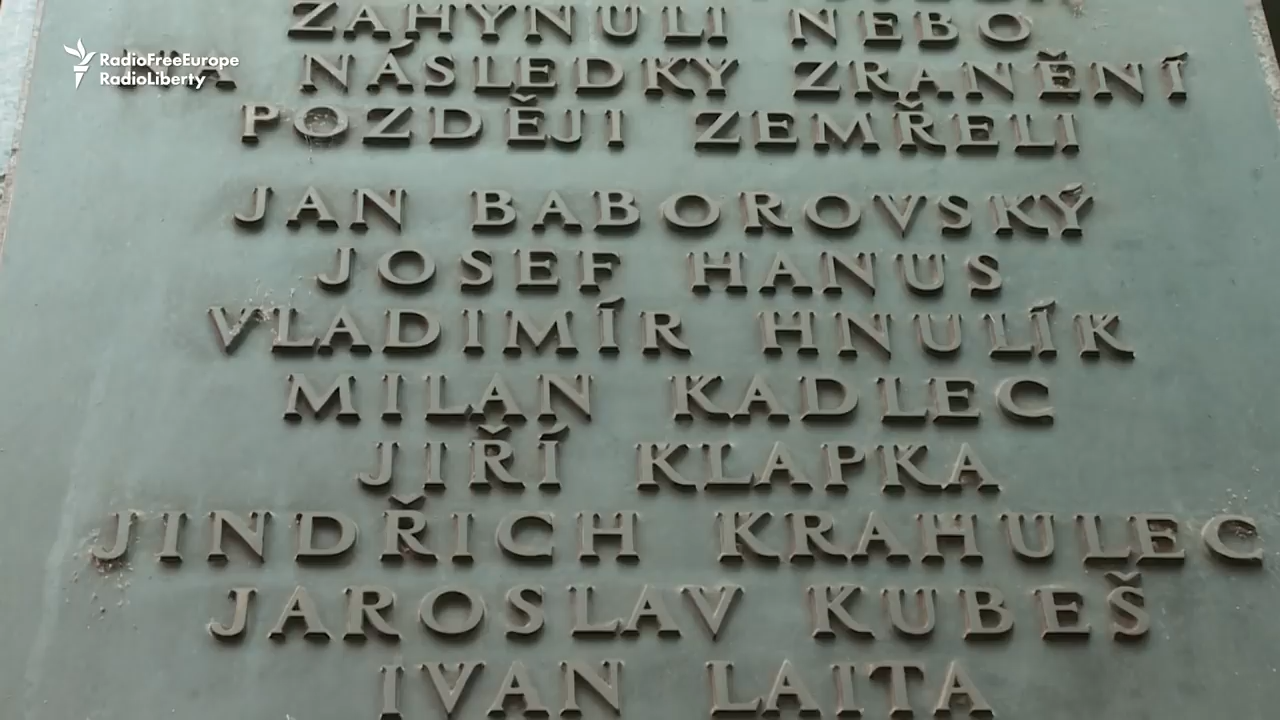 RadioFreeEurope
RadioLiberty
ZAHYNULI NEBO
NA NÁSLEDKY ZRANĚNÍ
POZDĚJI ZEMŘELI
JAN BABOROVSKÝ
JOSEF HANUS
VLADIMÍR HNULÍK
MILAN KADLEC
JIŘÍ KLAPKA
JINDŘICH KRAHULEC
JAROSLAV KUBEŠ
IVAN LAITA